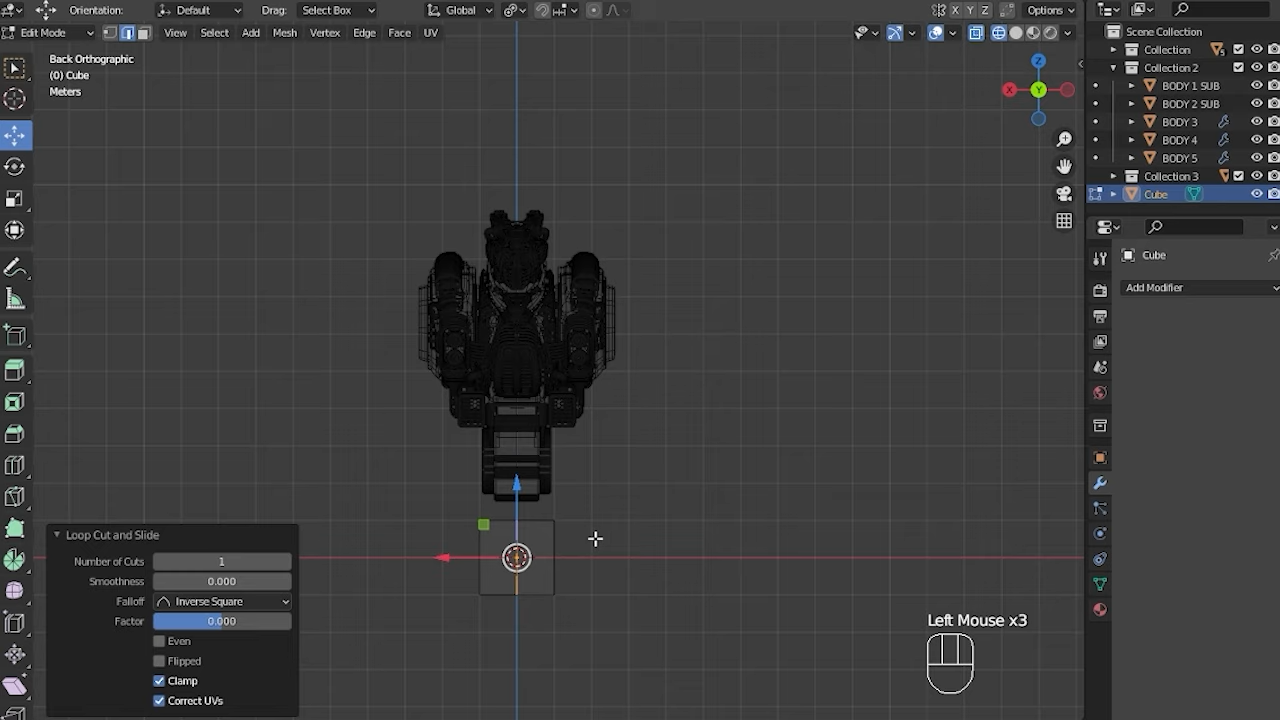 Orientation: Default Drag: Select Box Global X Y Z Options
Edit Mode View Select Add Mesh Vertex Edge Face UV
Back Orthographic
(0) Cube
Meters
Z
X
Y
Scene Collection
Collection 5
Collection 2
BODY 1 SUB
BODY 2 SUB
BODY 3
BODY 4
BODY 5
Collection 3
Cube
Cube
Add Modifier
Loop Cut and Slide
Number of Cuts 1
Smoothness 0.000
Falloff Inverse Square
Factor 0.000
Even
Flipped
Clamp
Correct UVs
Left Mouse x3